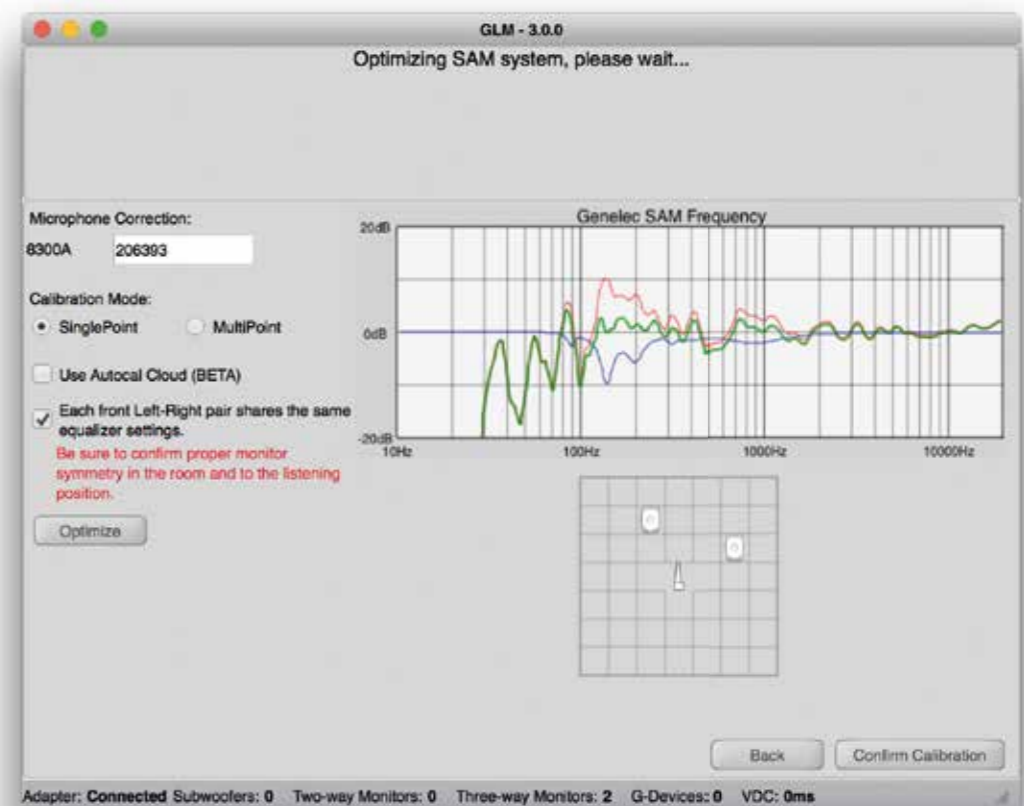 GLM - 3.0.0
Optimizing SAM system, please wait...
Microphone Correction:
8300A
206393
Calibration Mode:
SinglePoint
MultiPoint
Use Autocal Cloud (BETA)
Each front Left-Right pair shares the same
equalizer settings.
Be sure to confirm proper monitor
symmetry in the room and to the listening
position.
Optimize
Genelec SAM Frequency
20dB
0dB
-20dB
10Hz
100Hz
1000Hz
10000Hz
Back
Confirm Calibration
Adapter: Connected Subwoofers: 0 Two-way Monitors: 0 Three-way Monitors: 2 G-Devices: 0 VDC: 0ms